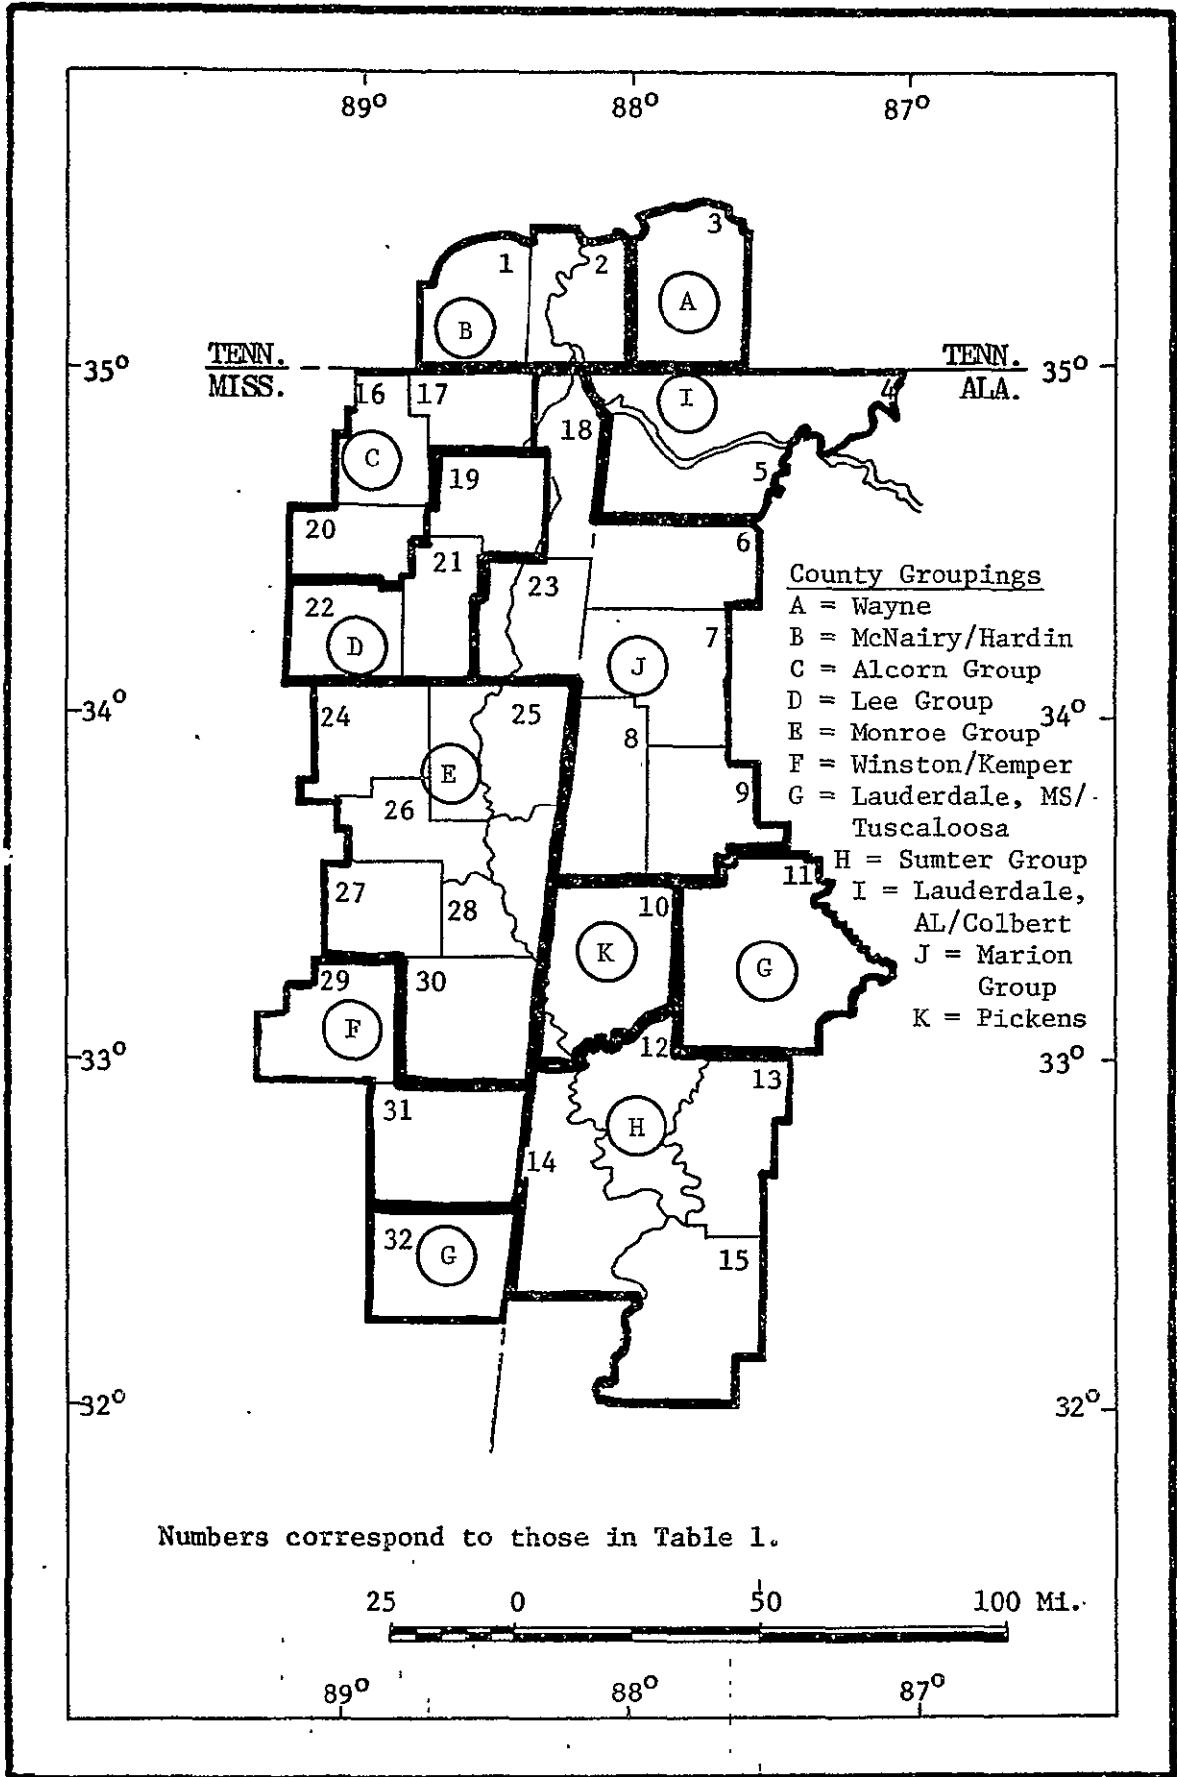 89° 88° 87°
3
1 2
A
B
TENN. TENN.
35° 35°
MISS. ALA.
16 17 I 4
18
C
19 5
20
6
21
23
County Groupings
22
A = Wayne
7
B = McNairy/Hardin
D J
C = Alcorn Group
D = Lee Group
34° 24 25 34°
E = Monroe Group
8
F = Winston/Kemper
E
9
G = Lauderdale, MS/
26
Tuscaloosa
H = Sumter Group
11
27 I = Lauderdale,
28 10
AL/Colbert
K G
J = Marion
29 30
Group
F
K = Pickens
12
33° 33°
13
31
H
14
32 G
15
32° 32°
Numbers correspond to those in Table 1.
25 0 50 100 Mi.
89° 88° 87°